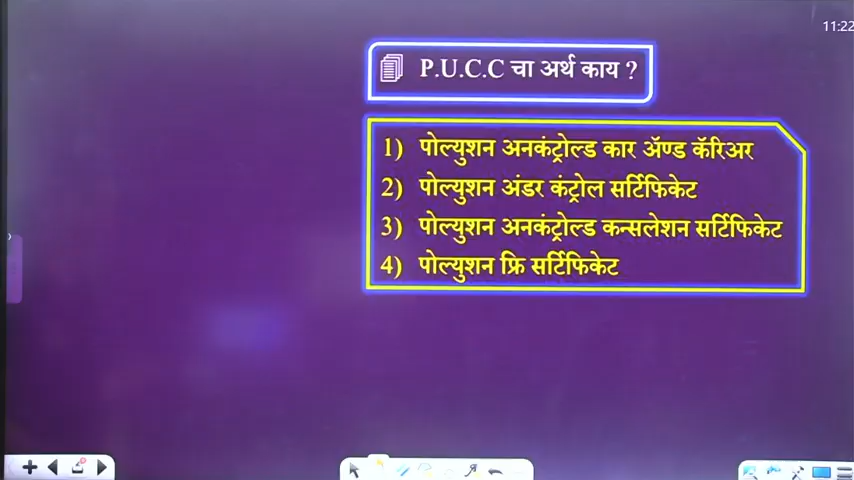 11:22
P.U.C.C चा अर्थ काय ?
1) पोल्युशन अनकंट्रोल्ड कार ॲण्ड कॅरिअर
2) पोल्युशन अंडर कंट्रोल सर्टिफिकेट
3) पोल्युशन अनकंट्रोल्ड कन्सलेशन सर्टिफिकेट
4) पोल्युशन फ्रि सर्टिफिकेट